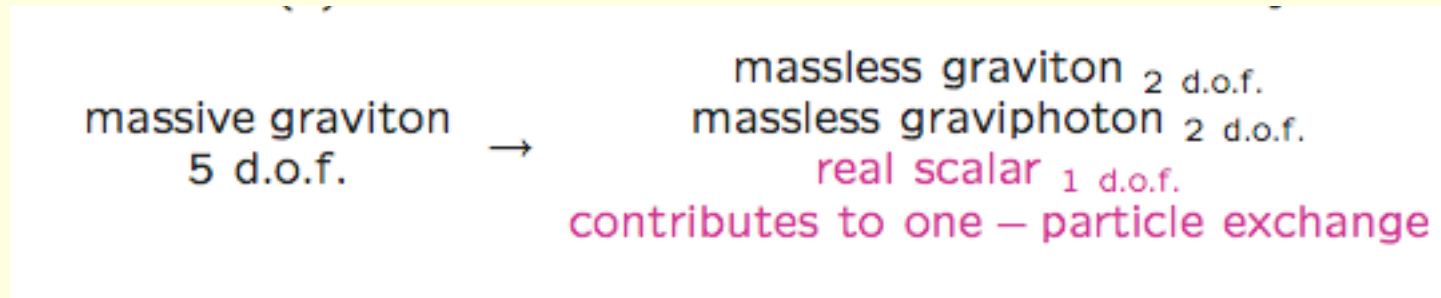 massless graviton 2 d.o.f.
massive graviton
massless graviphoton 2 d.o.f.
5 d.o.f.
→
real scalar 1 d.o.f.
contributes to one – particle exchange